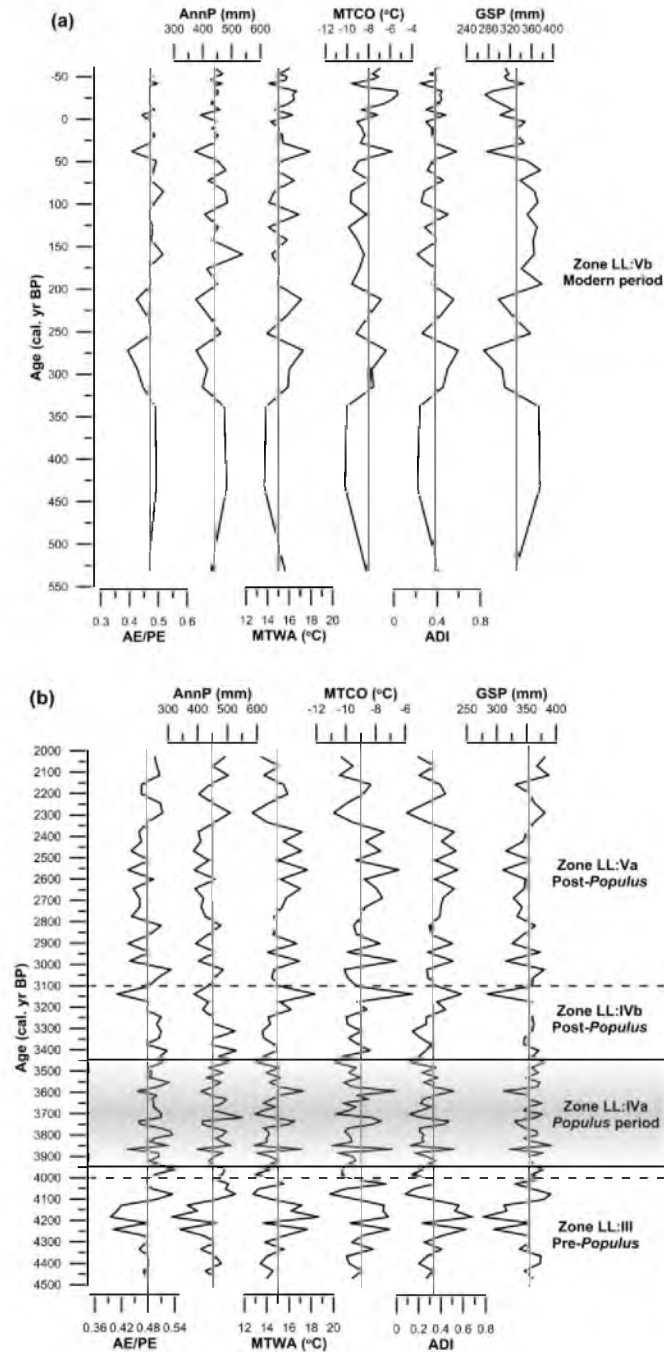 (a)
AnnP (mm)
300 400 500 600
MTCO (°C)
-12 -10 -8 -6 -4
GSP (mm)
240 280 320 360 400
-50
0
50
100
150
200
250
300
350
400
450
500
550
Age (cal. yr BP)
Zone LL:Vb
Modern period
0.3 0.4 0.5 0.6
AE/PE
12 14 16 18 20
MTWA (°C)
0 0.4 0.8
ADI
(b)
AnnP (mm)
300 400 500 600
MTCO (°C)
-12 -10 -8 -6
GSP (mm)
250 300 350 400
2000
2100
2200
2300
2400
2500
2600
2700
2800
2900
3000
3100
3200
3300
3400
3500
3600
3700
3800
3900
4000
4100
4200
4300
4400
4500
Age (cal. yr BP)
Zone LL:Va
Post-Populus
Zone LL:IVb
Post-Populus
Zone LL:IVa
Populus period
Zone LL:III
Pre-Populus
0.36 0.42 0.48 0.54
AE/PE
12 14 16 18 20
MTWA (°C)
0 0.2 0.4 0.6 0.8
ADI